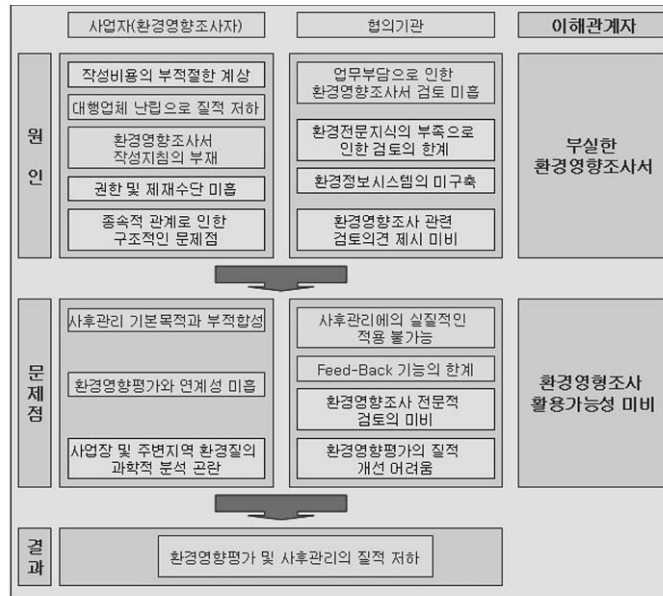 사업자(환경영향조사자)
협의기관
이해관계자
원
인
작성비용의 부적절한 계상
대행업체 난립으로 질적 저하
환경영향조사서
작성지침의 부재
권한 및 제재수단 미흡
종속적 관계로 인한
구조적인 문제점
업무부담으로 인한
환경영향조사서 검토 미흡
환경전문지식의 부족으로
인한 검토의 한계
환경정보시스템의 미구축
환경영향조사 관련
검토의견 제시 미비
부실한
환경영향조사서
문
제
점
사후관리 기본목적과 부적합성
환경영향평가와 연계성 미흡
사업장 및 주변지역 환경질의
과학적 분석 곤란
사후관리에의 실질적인
적용 불가능
Feed-Back 기능의 한계
환경영향조사 전문적
검토의 미비
환경영향평가의 질적
개선 어려움
환경영형조사
활용가능성 미비
결
과
환경영향평가 및 사후관리의 질적 저하